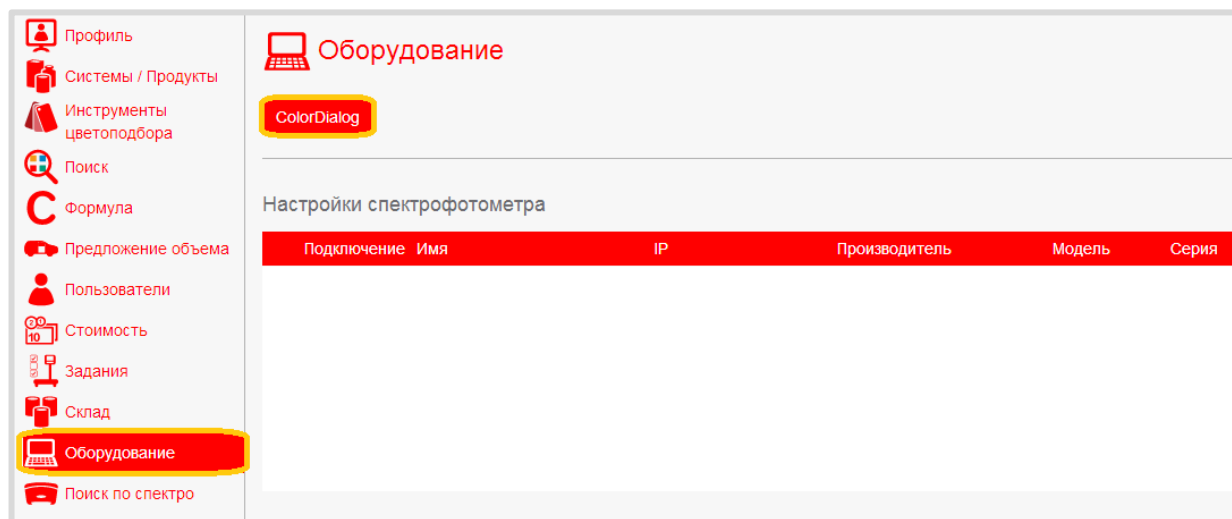 Профиль
Системы / Продукты
Инструменты
цветоподбора
Поиск
Формула
Предложение объема
Пользователи
Стоимость
Задания
Склад
Оборудование
Поиск по спектро
Оборудование
ColorDialog
Настройки спектрофотометра
Подключение Имя IP Производитель Модель Серия